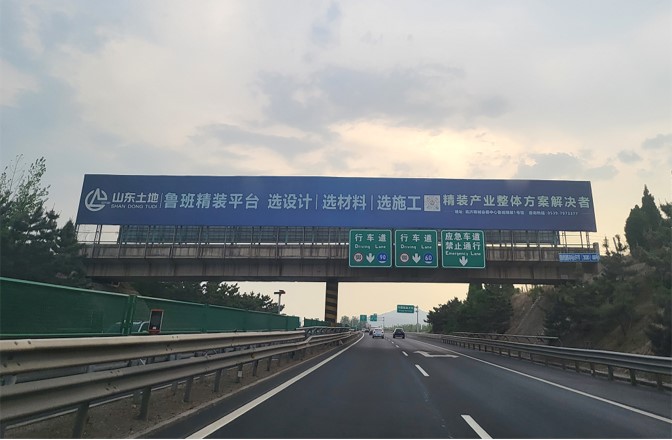 山东土地
SHAN DONG TUDI
鲁班精装平台 选设计 | 选材料 | 选施工
精装产业整体方案解决者
行车道
Driving Lane
90
行车道
Driving Lane
60
应急车道
禁止通行
Emergency Lane